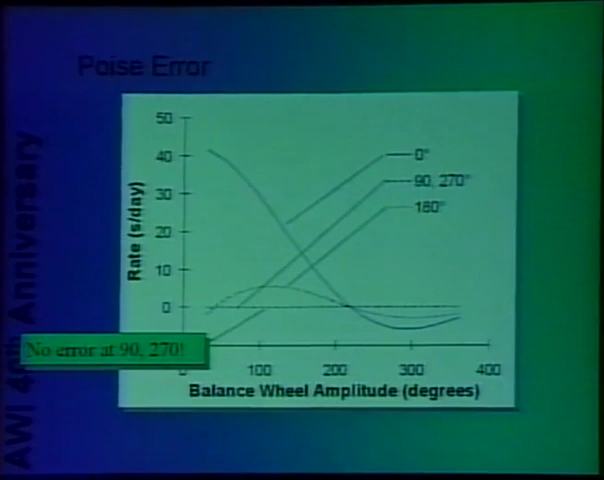 Poise Error
AWI 40th Anniversary
Rate (s/day)
50
40
30
20
10
0
0°
90, 270°
180°
No error at 90, 270!
0
100
200
300
400
Balance Wheel Amplitude (degrees)